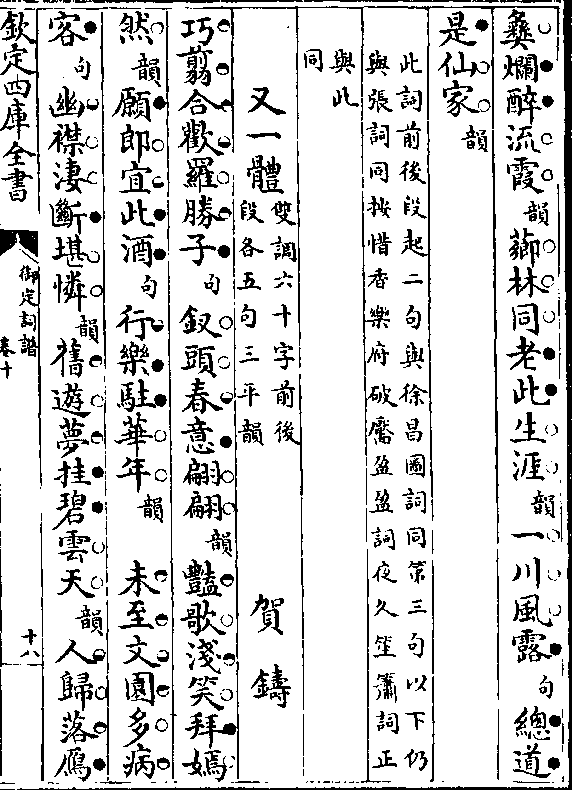 彝爛醉流霞韻薌林同老此生涯韻一川風露句總道
是仙家韻
此詞前後段起二句與徐昌圖詞同第三句以下仍
與張詞同按惜香樂府破靨盈盈詞夜久笙簫詞正
與此
同
又一體雙調六十字前後
段各五句三平韻
賀鑄
巧翦合歡羅勝子句釵頭春意翩翩韻豔歌淺笑拜嫣
然韻願郎宜此酒句行樂駐華年韻未至文園多病
客句幽襟淒斷堪憐韻舊遊夢挂碧雲天韻人歸落雁
欽定四庫全書
御定詞譜
卷十
十八